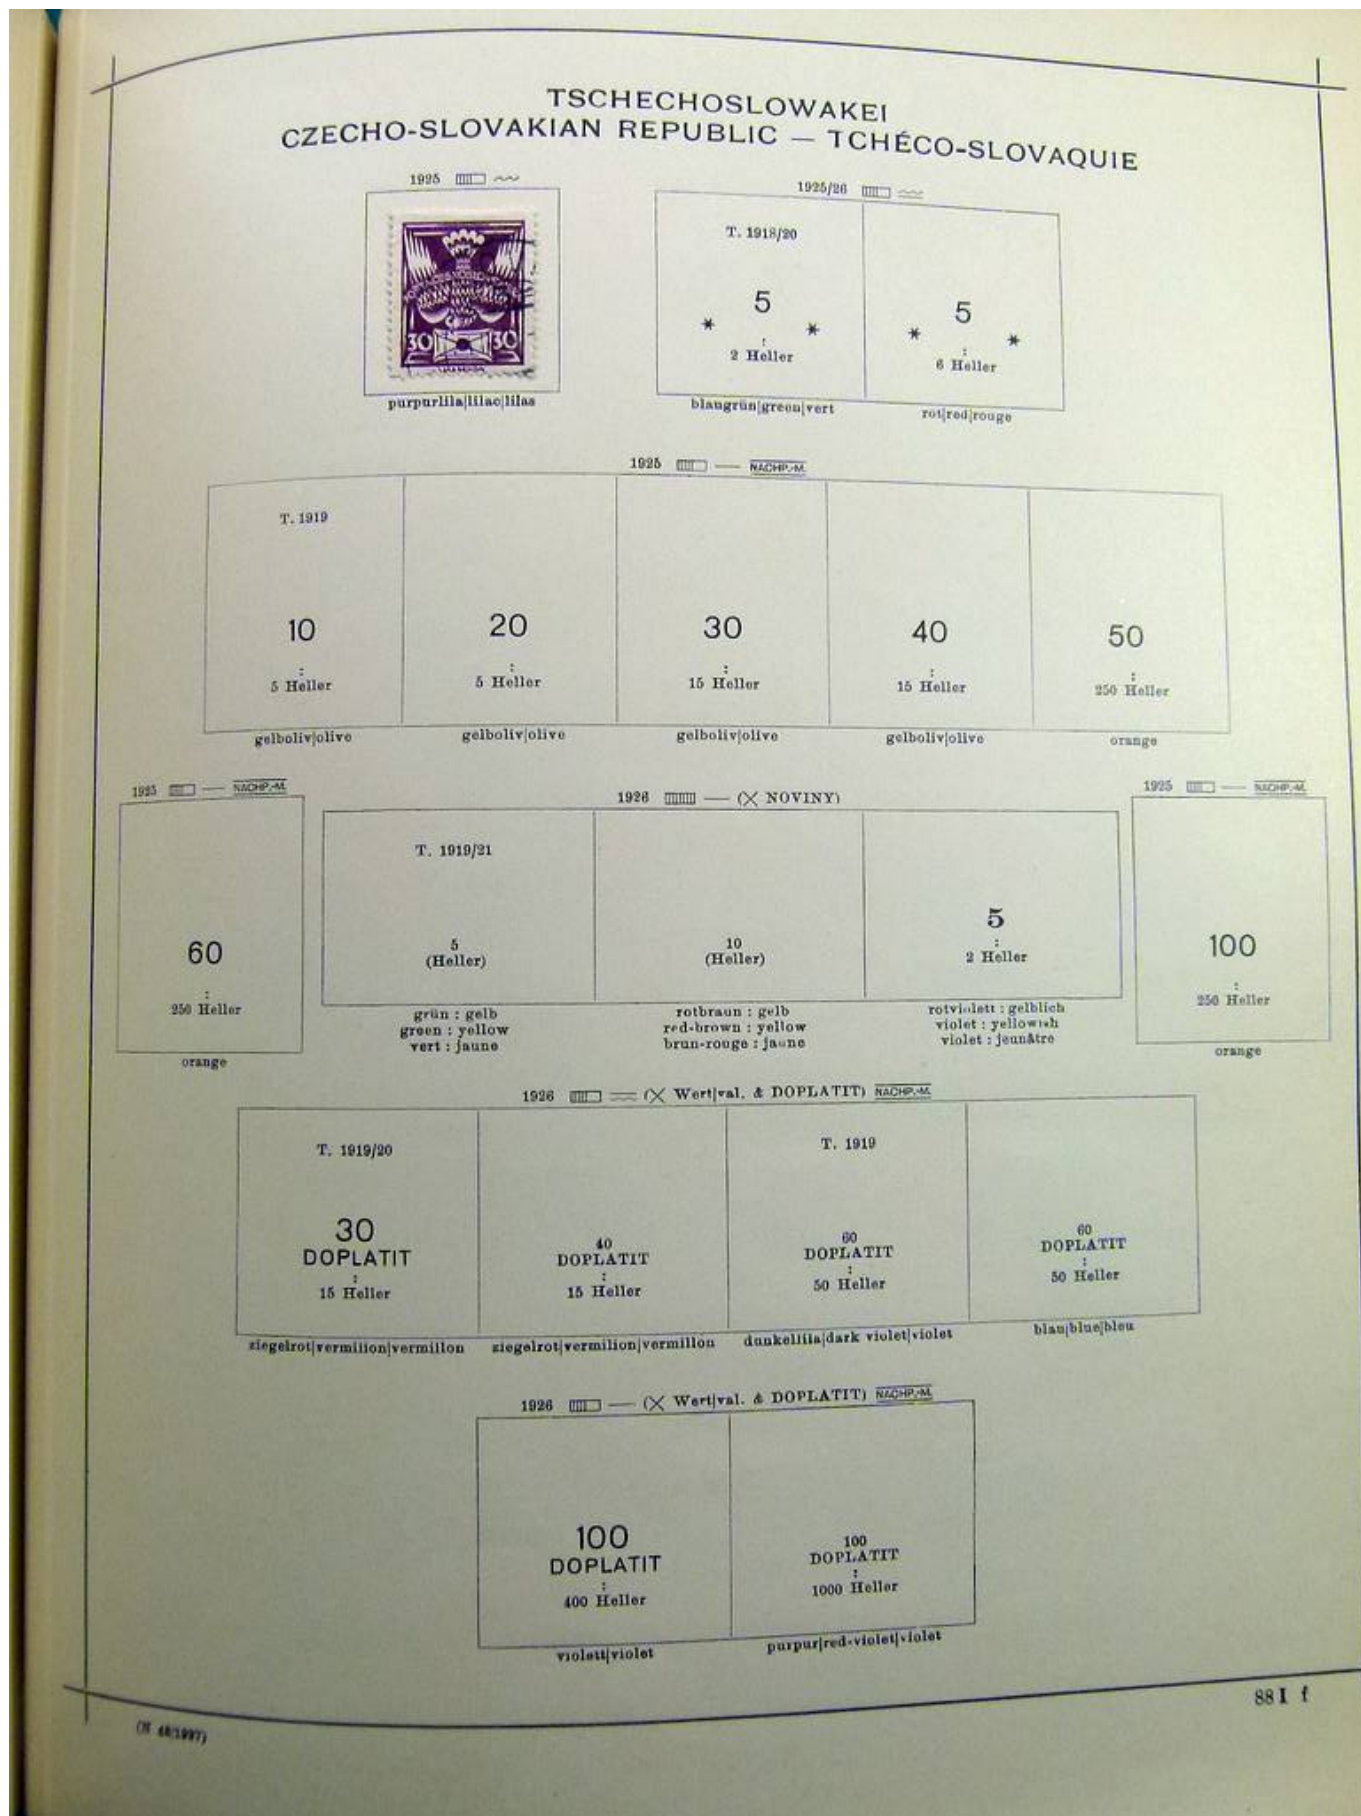 TSCHECHOSLOWAKEI
CZECHO-SLOVAKIAN REPUBLIC — TCHÉCO-SLOVAQUIE
1925
1925/26
30 30
T. 1918/20
5
* *
:
2 Heller
5
* *
:
6 Heller
purpurlila|lilac|lilas
blaugrün|green|vert
rot|red|rouge
1925 — NACHP.-M.
T. 1919
10
:
5 Heller
20
:
5 Heller
30
:
15 Heller
40
:
15 Heller
50
:
250 Heller
gelboliv|olive
gelboliv|olive
gelboliv|olive
gelboliv|olive
orange
1925 — NACHP.-M.
60
:
250 Heller
orange
1926 — (X NOVINY)
T. 1919/21
5
(Heller)
10
(Heller)
5
:
2 Heller
grün : gelb
green : yellow
vert : jaune
rotbraun : gelb
red-brown : yellow
brun-rouge : jaune
rotviolett : gelblich
violet : yellowish
violet : jeunâtre
1925 — NACHP.-M.
100
:
250 Heller
orange
1926 (X Wert|val. & DOPLATIT) NACHP.-M.
T. 1919/20
30
DOPLATIT
:
15 Heller
40
DOPLATIT
:
15 Heller
T. 1919
60
DOPLATIT
:
50 Heller
60
DOPLATIT
:
50 Heller
ziegelrot|vermilion|vermillon
ziegelrot|vermilion|vermillon
dunkellila|dark violet|violet
blau|blue|bleu
1926 — (X Wert|val. & DOPLATIT) NACHP.-M.
100
DOPLATIT
:
400 Heller
100
DOPLATIT
:
1000 Heller
violett|violet
purpur|red-violet|violet
88 I f